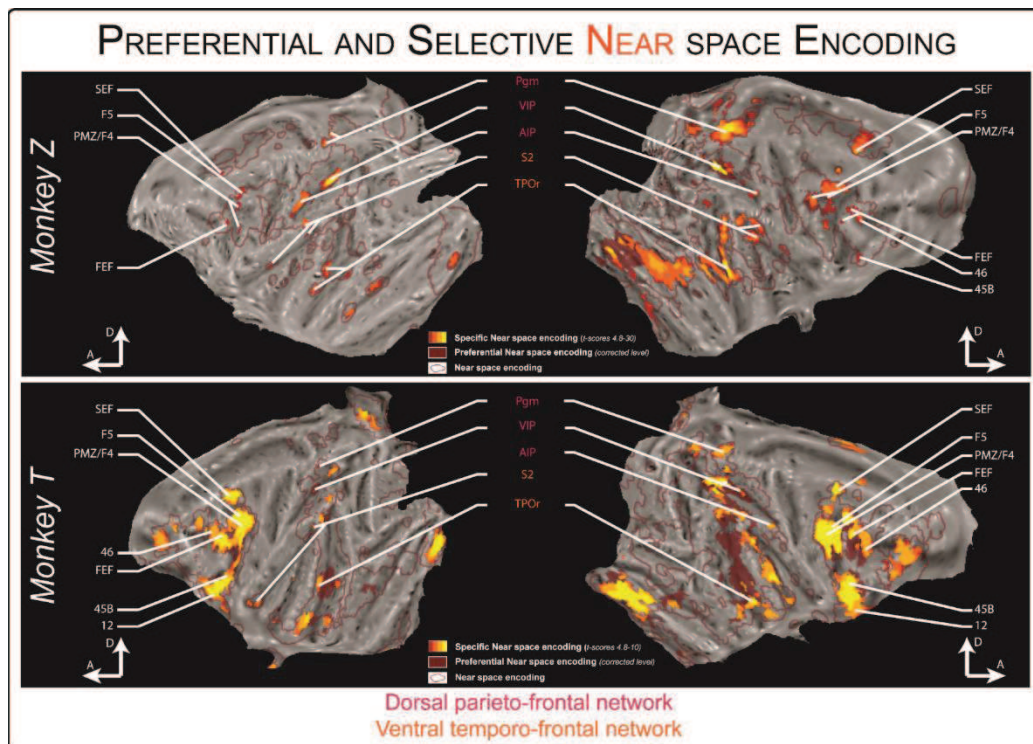 PREFERENTIAL AND SELECTIVE NEAR SPACE ENCODING
Monkey Z
SEF
F5
PMZ/F4
FEF
Pgm
VIP
AIP
S2
TPOr
SEF
F5
PMZ/F4
FEF
46
45B
D
A
Specific Near space encoding (t-scores 4.8-30)
Preferential Near space encoding (corrected level)
Near space encoding
D
A
Monkey T
SEF
F5
PMZ/F4
46
FEF
45B
12
Pgm
VIP
AIP
S2
TPOr
SEF
F5
PMZ/F4
FEF
46
45B
12
D
A
Specific Near space encoding (t-scores 4.8-10)
Preferential Near space encoding (corrected level)
Near space encoding
D
A
Dorsal parieto-frontal network
Ventral temporo-frontal network